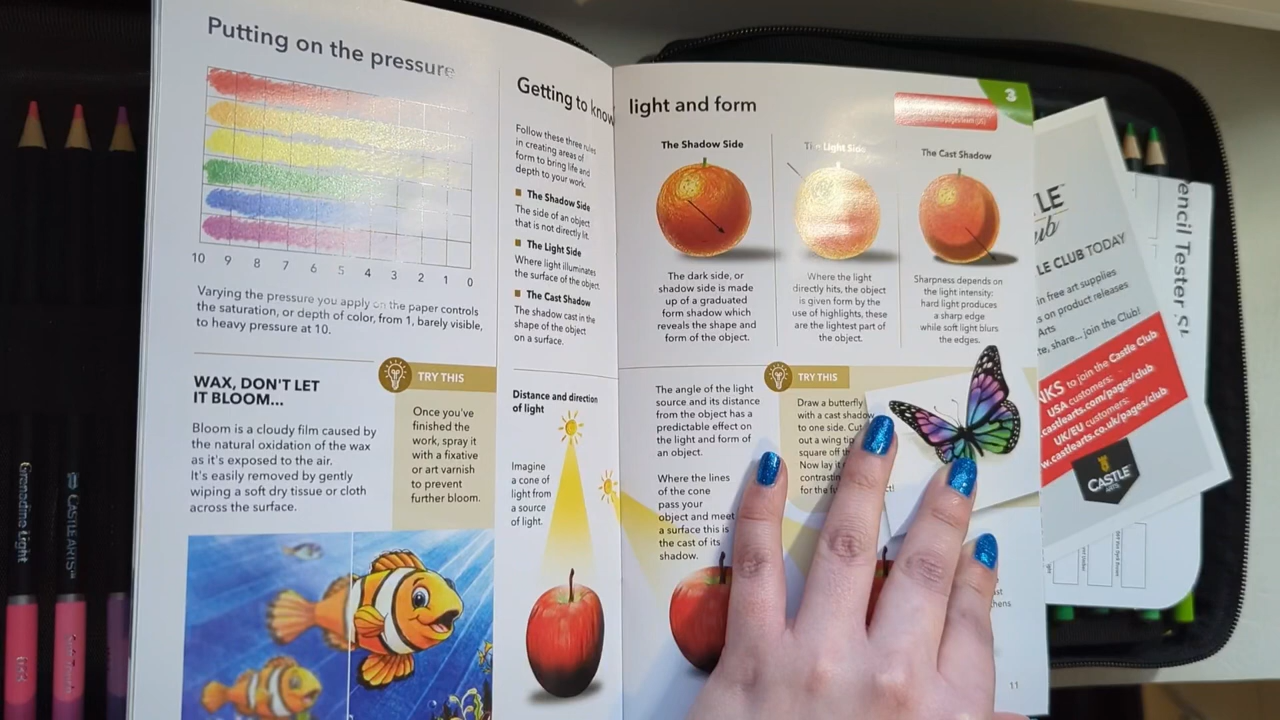 Putting on the pressure
10 9 8 7 6 5 4 3 2 1 0
Varying the pressure you apply on the paper controls
the saturation, or depth of color, from 1, barely visible,
to heavy pressure at 10.
WAX, DON'T LET
IT BLOOM...
Bloom is a cloudy film caused by
the natural oxidation of the wax
as it's exposed to the air.
It's easily removed by gently
wiping a soft dry tissue or cloth
across the surface.
TRY THIS
Once you've
finished the
work, spray it
with a fixative
or art varnish
to prevent
further bloom.
Getting to know light and form
3
Follow these three rules
in creating areas of
form to bring life and
depth to your work.
The Shadow Side
The side of an object
that is not directly lit.
The Light Side
Where light illuminates
the surface of the object.
The Cast Shadow
The shadow cast in the
shape of the object
on a surface.
The Shadow Side
The dark side, or
shadow side is made
up of a graduated
form shadow which
reveals the shape and
form of the object.
The Light Side
Where the light
directly hits, the object
is given form by the
use of highlights, these
are the lightest part of
the object.
The Cast Shadow
Sharpness depends on
the light intensity:
hard light produces
a sharp edge
while soft light blurs
the edges.
Distance and direction
of light
Imagine
a cone of
light from
a source
of light.
The angle of the light
source and its distance
from the object has a
predictable effect on
the light and form of
an object.
Where the lines
of the cone
pass your
object and meet
a surface this is
the cast of its
shadow.
TRY THIS
Draw a butterfly
with a cast shadow
to one side. Cut
out a wing tip
square off th
Now lay i
contrastin
for the fu
11
Grenadine Light
CASTLE ARTS
LE
ub
LE CLUB TODAY
in free art supplies
s on product releases
Arts
te, share... join the Club!
NKS to join the Castle Club
USA customers:
.castlearts.com/pages/club
UK/EU customers:
w.castlearts.co.uk/pages/club
CASTLE
ARTS
encil Tester S